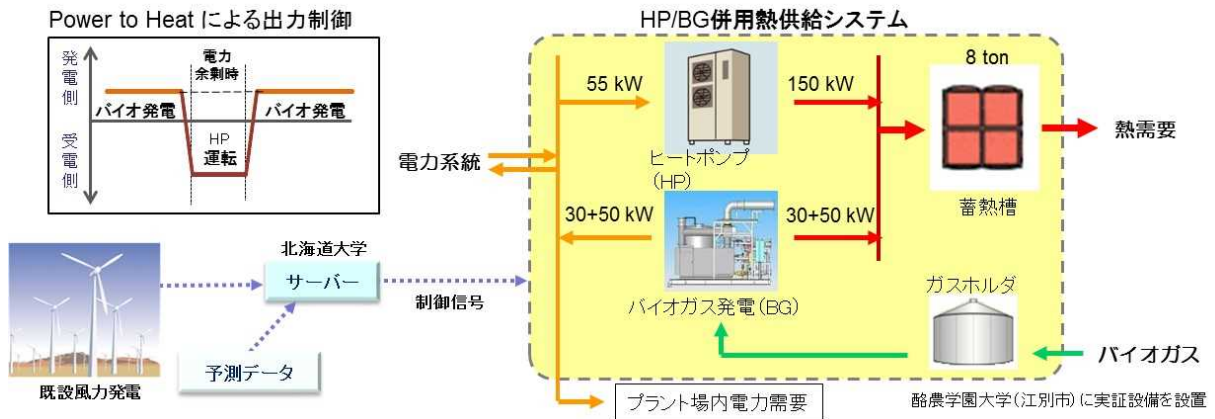 Power to Heat による出力制御
発電側
受電側
電力
余剰時
バイオ発電
バイオ発電
HP
運転
HP/BG併用熱供給システム
55 kW
150 kW
8 ton
電力系統
ヒートポンプ
(HP)
熱需要
蓄熱槽
30+50 kW
30+50 kW
バイオガス発電(BG)
ガスホルダ
バイオガス
北海道大学
サーバー
制御信号
予測データ
既設風力発電
プラント場内電力需要
酪農学園大学(江別市)に実証設備を設置